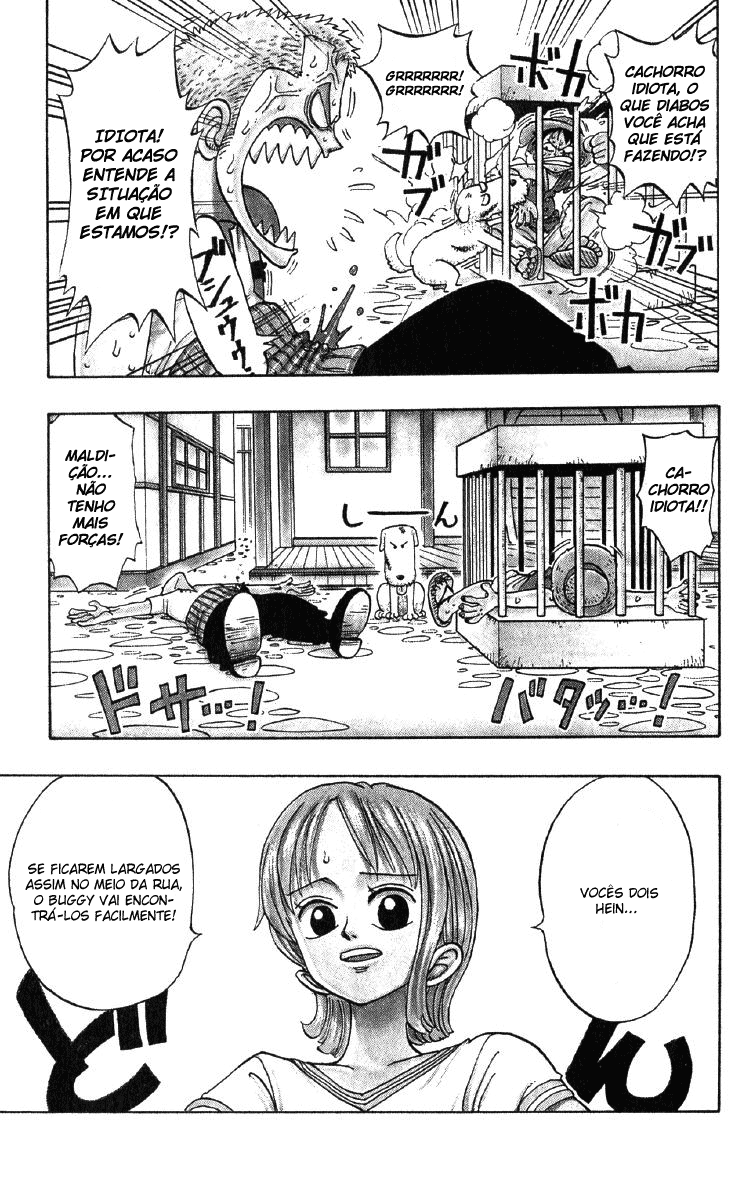 CACHORRO
IDIOTA, O
QUE DIABOS
VOCÊ ACHA
QUE ESTÁ
FAZENDO!?
ボカ
GRRRRRRR!
GRRRRRRR!
ガブ
ガブ
ボカ
IDIOTA!
POR ACASO
ENTENDE A
SITUAÇÃO
EM QUE
ESTAMOS!?
ブシュウウ
CA-
CHORRO
IDIOTA!!
しーん
MALDI-
ÇÃO...
NÃO
TENHO
MAIS
FORÇAS!
バタッ…!
ドサ…!
VOCÊS DOIS
HEIN...
SE FICAREM LARGADOS
ASSIM NO MEIO DA RUA,
O BUGGY VAI ENCON-
TRÁ-LOS FACILMENTE!
どん